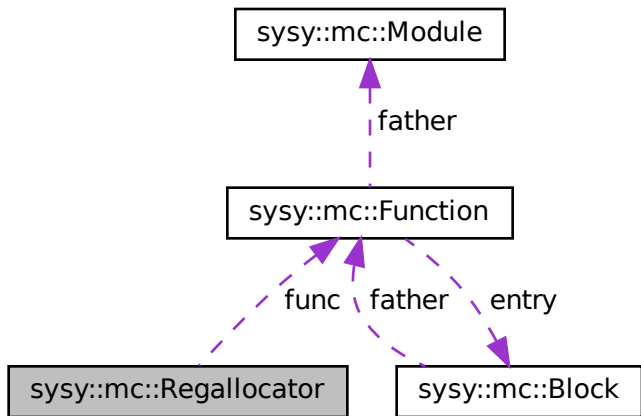 sysy::mc::Module
father
sysy::mc::Function
func
father
entry
sysy::mc::Regallocator
sysy::mc::Block